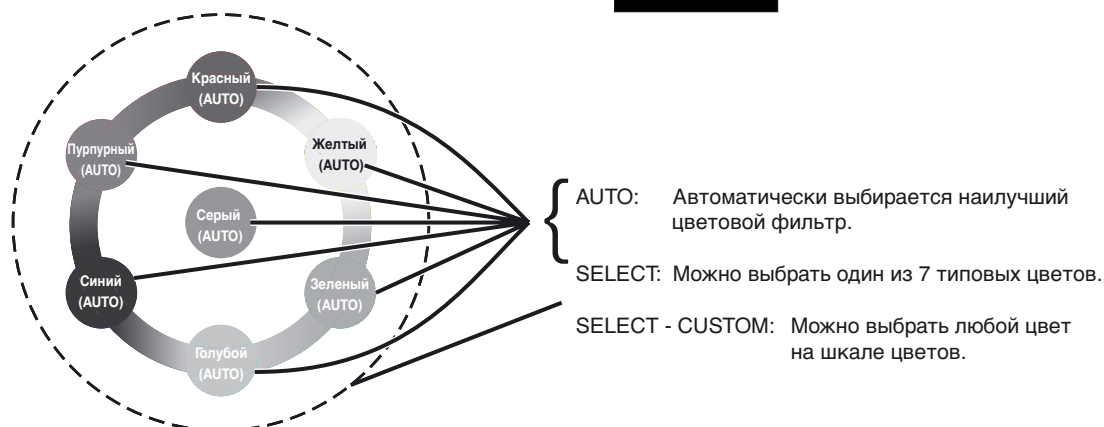 Красный
(AUTO)
Пурпурный
(AUTO)
Желтый
(AUTO)
Серый
(AUTO)
Синий
(AUTO)
Зеленый
(AUTO)
Голубой
(AUTO)
AUTO: Автоматически выбирается наилучший
цветовой фильтр.
SELECT: Можно выбрать один из 7 типовых цветов.
SELECT - CUSTOM: Можно выбрать любой цвет
на шкале цветов.